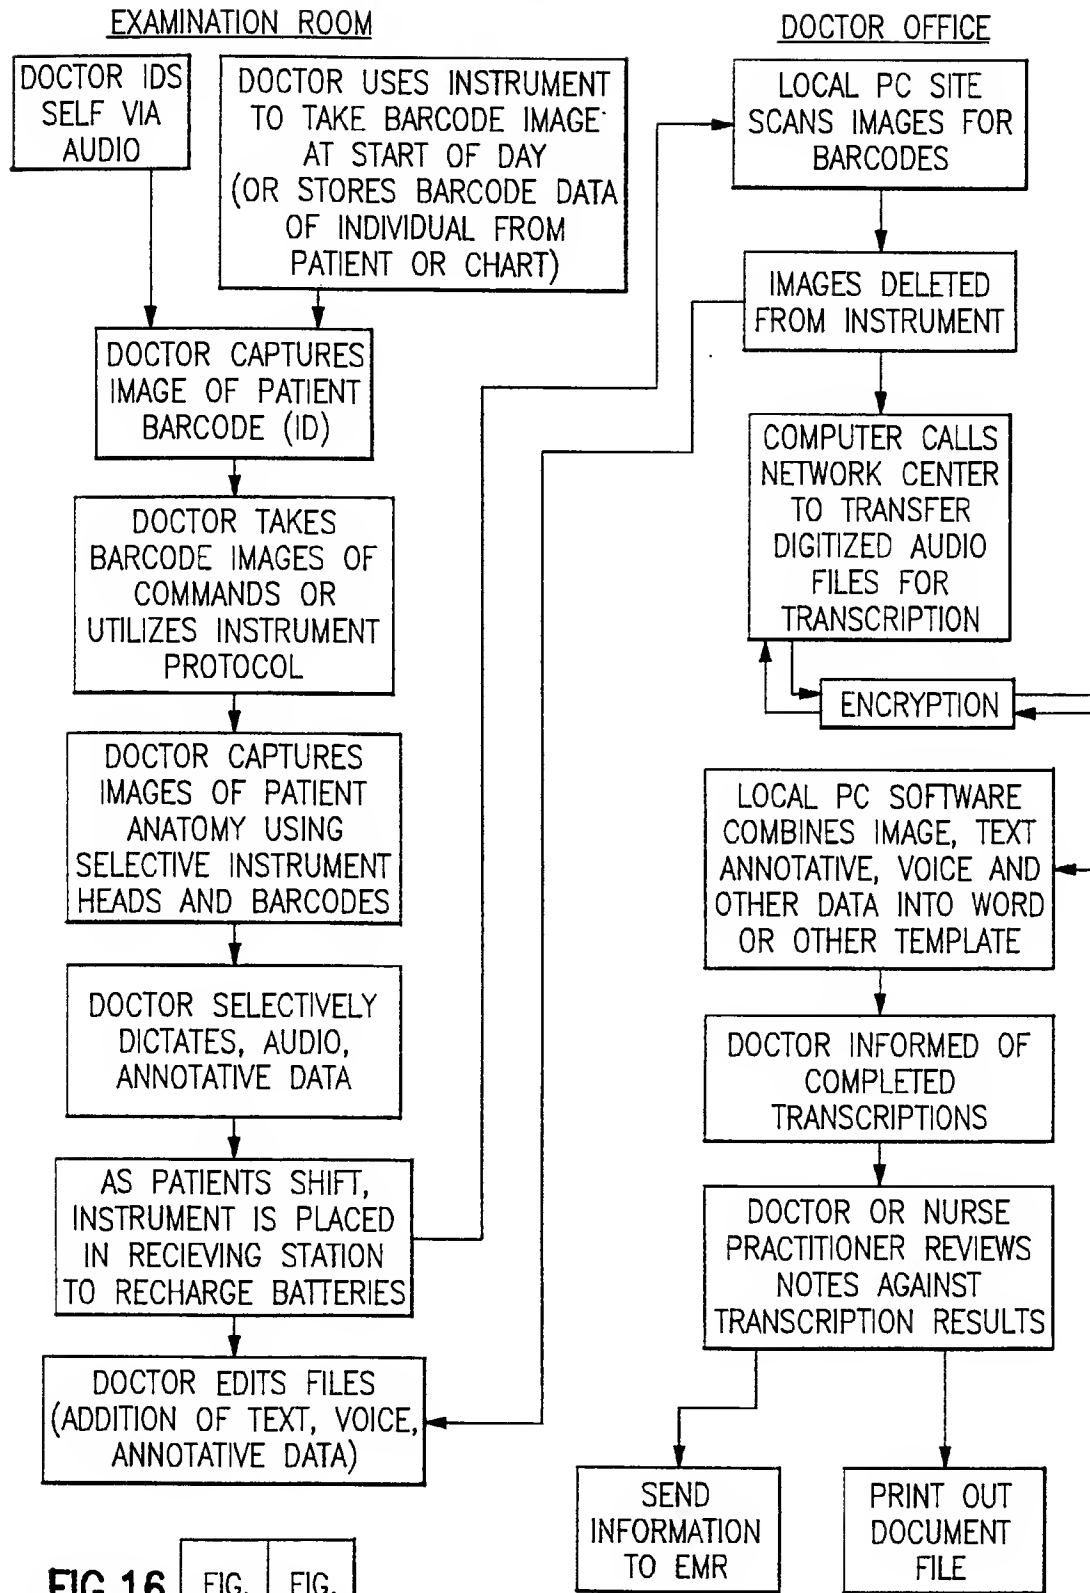 EXAMINATION ROOM
DOCTOR IDS
SELF VIA
AUDIO
DOCTOR USES INSTRUMENT
TO TAKE BARCODE IMAGE
AT START OF DAY
(OR STORES BARCODE DATA
OF INDIVIDUAL FROM
PATIENT OR CHART)
DOCTOR CAPTURES
IMAGE OF PATIENT
BARCODE (ID)
DOCTOR TAKES
BARCODE IMAGES OF
COMMANDS OR
UTILIZES INSTRUMENT
PROTOCOL
DOCTOR CAPTURES
IMAGES OF PATIENT
ANATOMY USING
SELECTIVE INSTRUMENT
HEADS AND BARCODES
DOCTOR SELECTIVELY
DICTATES, AUDIO,
ANNOTATIVE DATA
AS PATIENTS SHIFT,
INSTRUMENT IS PLACED
IN RECIEVING STATION
TO RECHARGE BATTERIES
DOCTOR EDITS FILES
(ADDITION OF TEXT, VOICE,
ANNOTATIVE DATA)
DOCTOR OFFICE
LOCAL PC SITE
SCANS IMAGES FOR
BARCODES
IMAGES DELETED
FROM INSTRUMENT
COMPUTER CALLS
NETWORK CENTER
TO TRANSFER
DIGITIZED AUDIO
FILES FOR
TRANSCRIPTION
ENCRYPTION
LOCAL PC SOFTWARE
COMBINES IMAGE, TEXT
ANNOTATIVE, VOICE AND
OTHER DATA INTO WORD
OR OTHER TEMPLATE
DOCTOR INFORMED OF
COMPLETED
TRANSCRIPTIONS
DOCTOR OR NURSE
PRACTITIONER REVIEWS
NOTES AGAINST
TRANSCRIPTION RESULTS
SEND
INFORMATION
TO EMR
PRINT OUT
DOCUMENT
FILE
FIG.16
FIG.
FIG.